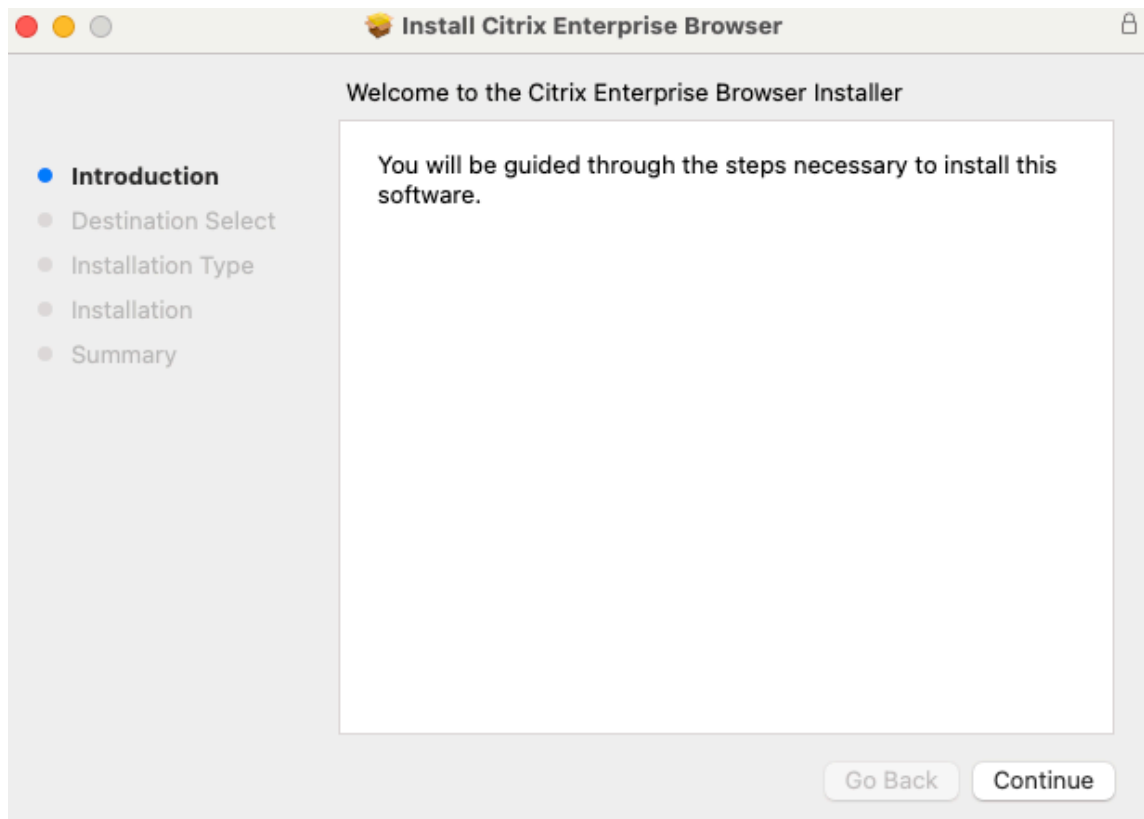 Install Citrix Enterprise Browser
Welcome to the Citrix Enterprise Browser Installer
Introduction
Destination Select
Installation Type
Installation
Summary
You will be guided through the steps necessary to install this
software.
Go Back
Continue